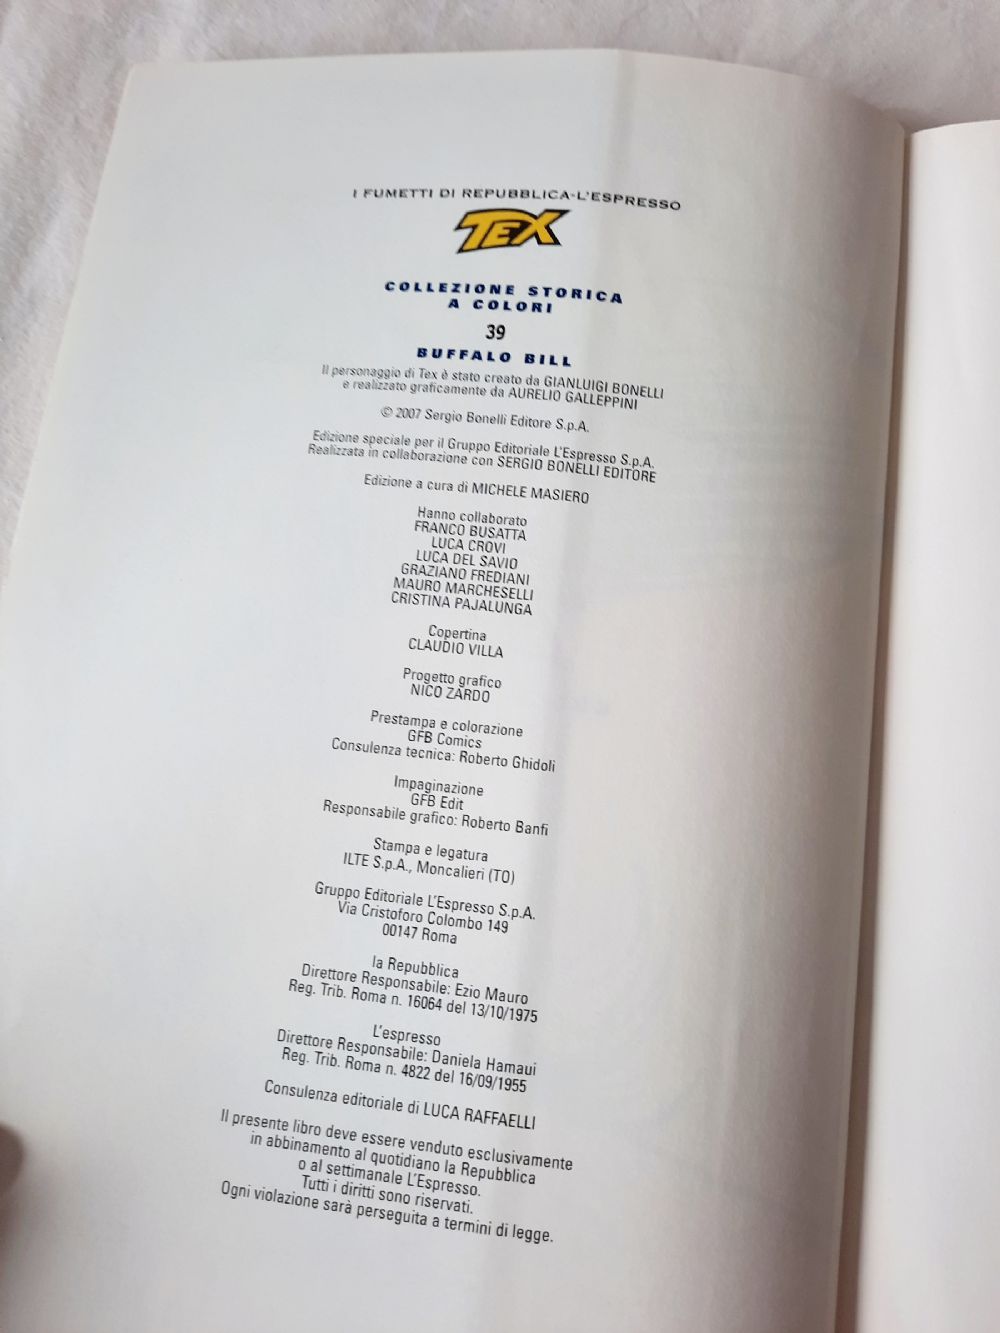 I FUMETTI DI REPUBBLICA-L'ESPRESSO
TEX
COLLEZIONE STORICA
A COLORI
39
BUFFALO BILL
Il personaggio di Tex è stato creato da GIANLUIGI BONELLI
e realizzato graficamente da AURELIO GALLEPPINI
© 2007 Sergio Bonelli Editore S.p.A.
Edizione speciale per il Gruppo Editoriale L'Espresso S.p.A.
Realizzata in collaborazione con SERGIO BONELLI EDITORE
Edizione a cura di MICHELE MASIERO
Hanno collaborato
FRANCO BUSATTA
LUCA CROVI
LUCA DEL SAVIO
GRAZIANO FREDIANI
MAURO MARCHESELLI
CRISTINA PAJALUNGA
Copertina
CLAUDIO VILLA
Progetto grafico
NICO ZARDO
Prestampa e colorazione
GFB Comics
Consulenza tecnica: Roberto Ghidoli
Impaginazione
GFB Edit
Responsabile grafico: Roberto Banfi
Stampa e legatura
ILTE S.p.A., Moncalieri (TO)
Gruppo Editoriale L'Espresso S.p.A.
Via Cristoforo Colombo 149
00147 Roma
la Repubblica
Direttore Responsabile: Ezio Mauro
Reg. Trib. Roma n. 16064 del 13/10/1975
L'espresso
Direttore Responsabile: Daniela Hamaui
Reg. Trib. Roma n. 4822 del 16/09/1955
Consulenza editoriale di LUCA RAFFAELLI
Il presente libro deve essere venduto esclusivamente
in abbinamento al quotidiano la Repubblica
o al settimanale L'Espresso.
Tutti i diritti sono riservati.
Ogni violazione sarà perseguita a termini di legge.